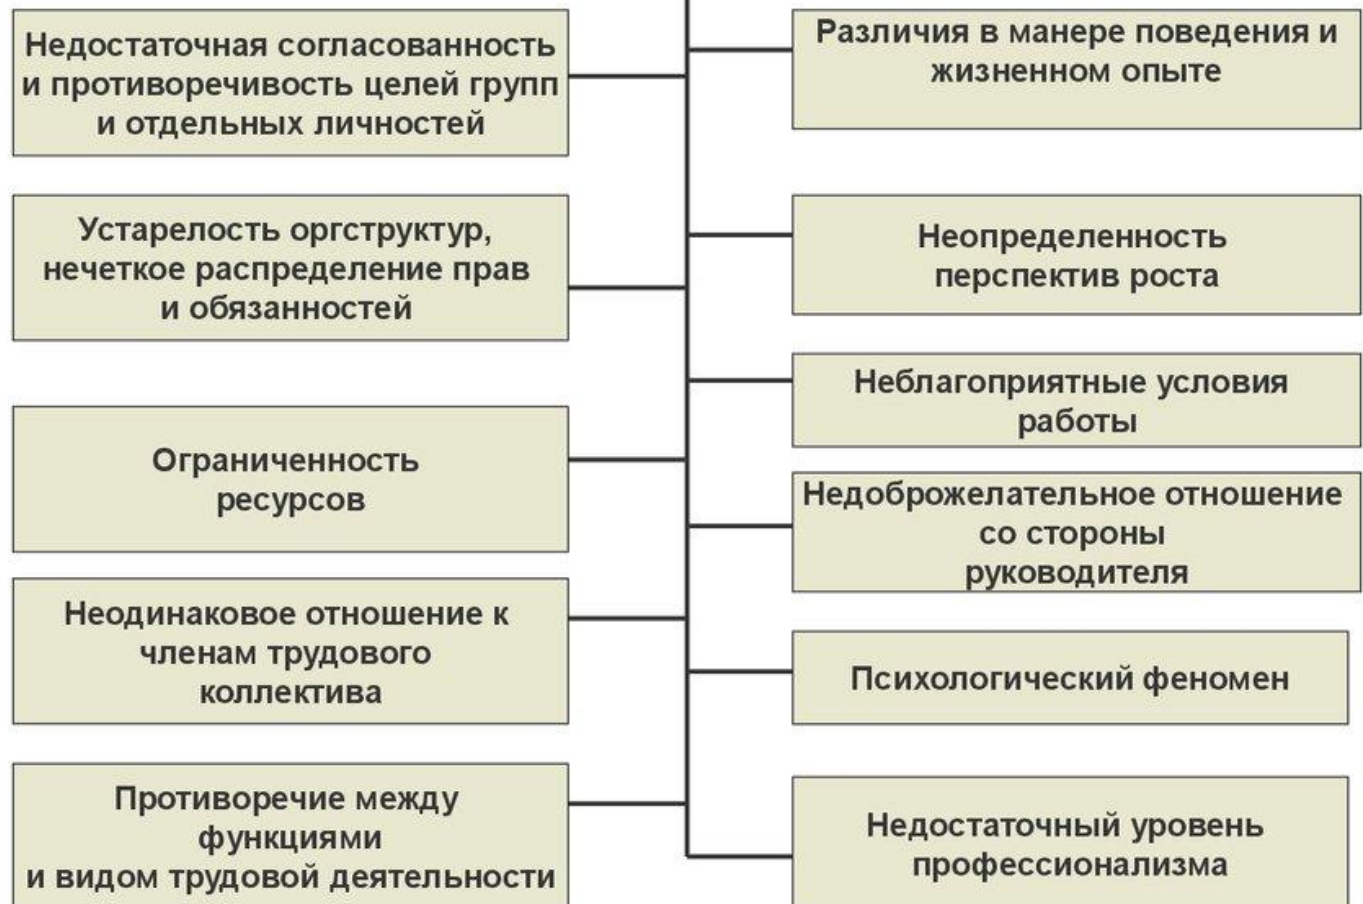 Недостаточная согласованность
и противоречивость целей групп
и отдельных личностей
Устарелость оргструктур,
нечеткое распределение прав
и обязанностей
Ограниченность
ресурсов
Неодинаковое отношение к
членам трудового
коллектива
Противоречие между
функциями
и видом трудовой деятельности
Различия в манере поведения и
жизненном опыте
Неопределенность
перспектив роста
Неблагоприятные условия
работы
Недоброжелательное отношение
со стороны
руководителя
Психологический феномен
Недостаточный уровень
профессионализма